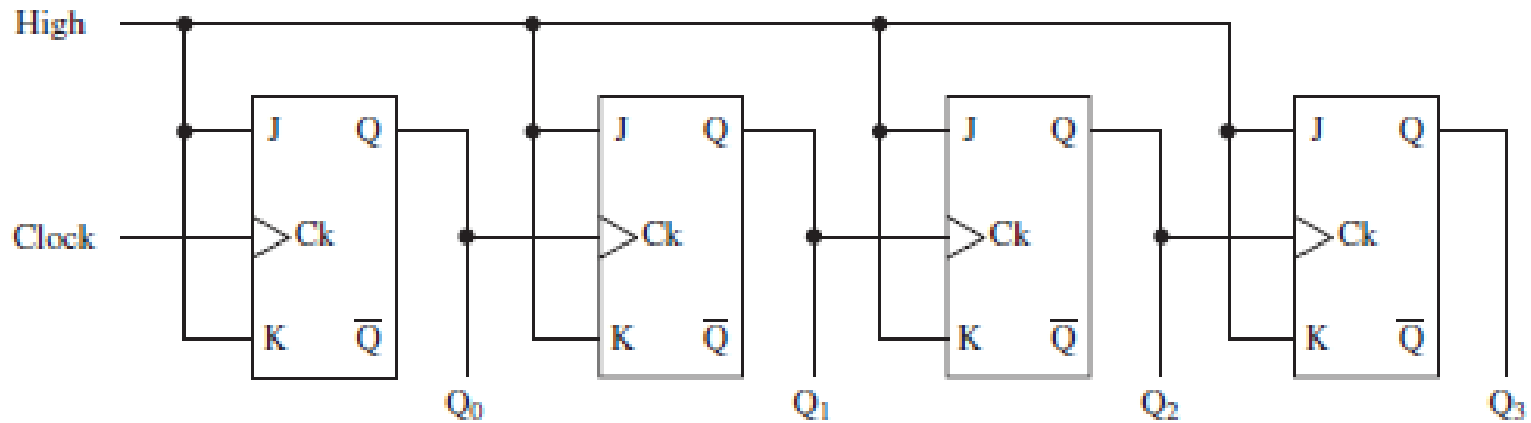 High
J Q J Q J Q J Q
Clock Ck Ck Ck Ck
K Q̅ K Q̅ K Q̅ K Q̅
Q₀ Q₁ Q₂ Q₃